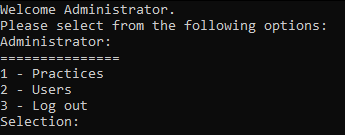 Welcome Administrator.
Please select from the following options:
Administrator:
===============
1 - Practices
2 - Users
3 - Log out
Selection: